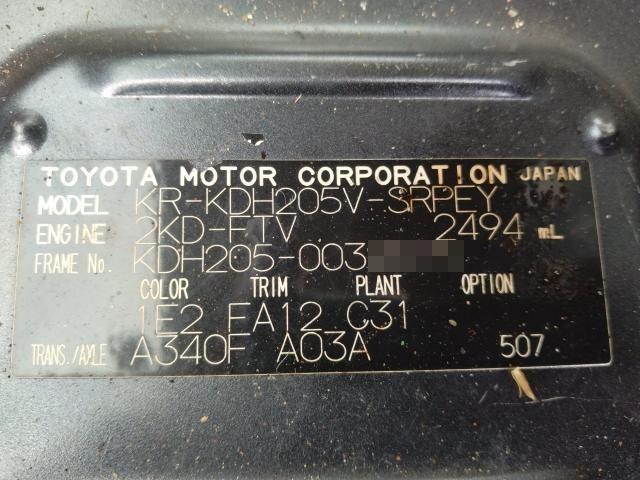 TOYOTA MOTOR CORPORATION JAPAN
MODEL KR-KDH205V-SRPEY
ENGINE 2KD-FTV 2494 mL
FRAME No. KDH205-003
COLOR TRIM PLANT OPTION
1E2 FA12 C31
TRANS./AXLE A340F A03A 507